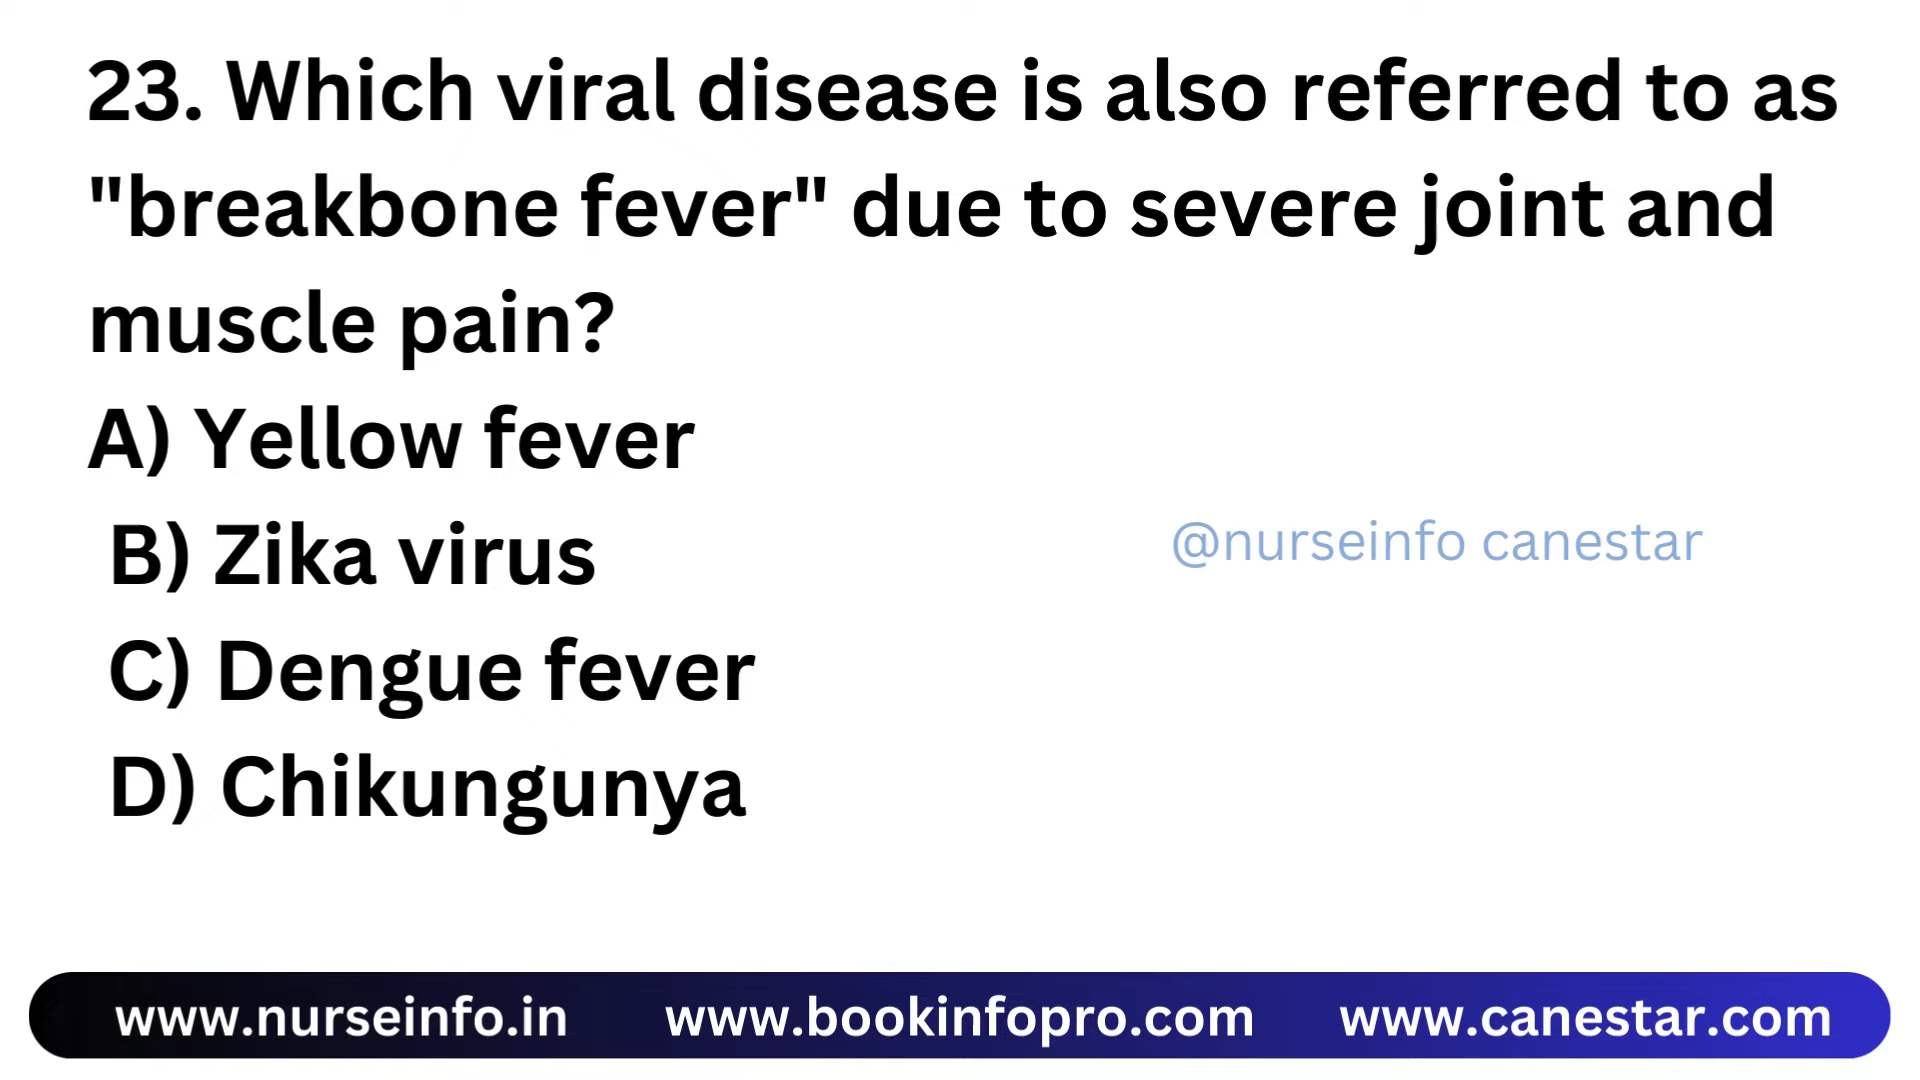 23. Which viral disease is also referred to as
"breakbone fever" due to severe joint and
muscle pain?
A) Yellow fever
B) Zika virus
@nurseinfo canestar
C) Dengue fever
D) Chikungunya
www.nurseinfo.in www.bookinfopro.com www.canestar.com